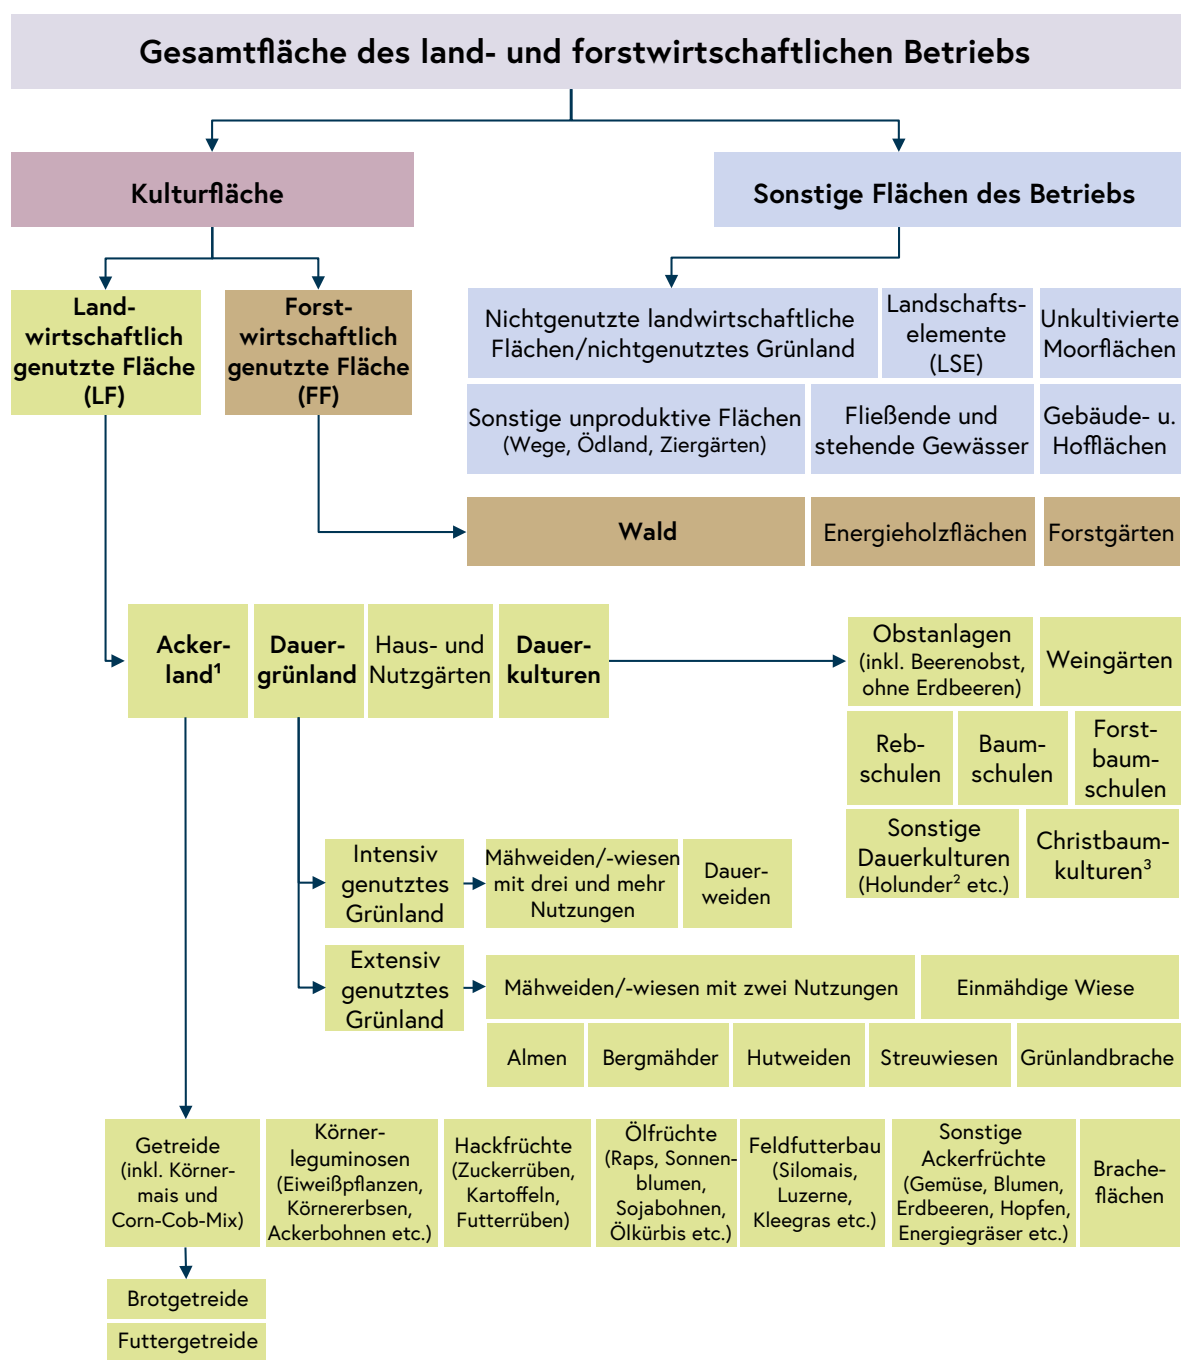 Gesamtfläche des land- und forstwirtschaftlichen Betriebs
Kulturfläche
Sonstige Flächen des Betriebs
Land-
wirtschaftlich
genutzte Fläche
(LF)
Forst-
wirtschaftlich
genutzte Fläche
(FF)
Nichtgenutzte landwirtschaftliche
Flächen/nichtgenutztes Grünland
Landschafts-
elemente
(LSE)
Unkultivierte
Moorflächen
Sonstige unproduktive Flächen
(Wege, Ödland, Ziergärten)
Fließende und
stehende Gewässer
Gebäude- u.
Hofflächen
Wald
Energieholzflächen
Forstgärten
Acker-
land¹
Dauer-
grünland
Haus- und
Nutzgärten
Dauer-
kulturen
Obstanlagen
(inkl. Beerenobst,
ohne Erdbeeren)
Weingärten
Reb-
schulen
Baum-
schulen
Forst-
baum-
schulen
Sonstige
Dauerkulturen
(Holunder² etc.)
Christbaum-
kulturen³
Intensiv
genutztes
Grünland
Mähweiden/-wiesen
mit drei und mehr
Nutzungen
Dauer-
weiden
Extensiv
genutztes
Grünland
Mähweiden/-wiesen mit zwei Nutzungen
Einmähdige Wiese
Almen
Bergmähder
Hutweiden
Streuwiesen
Grünlandbrache
Getreide
(inkl. Körner-
mais und
Corn-Cob-Mix)
Körner-
leguminosen
(Eiweißpflanzen,
Körnererbsen,
Ackerbohnen etc.)
Hackfrüchte
(Zuckerrüben,
Kartoffeln,
Futterrüben)
Ölfrüchte
(Raps, Sonnen-
blumen,
Sojabohnen,
Ölkürbis etc.)
Feldfutterbau
(Silomais,
Luzerne,
Kleegras etc.)
Sonstige
Ackerfrüchte
(Gemüse, Blumen,
Erdbeeren, Hopfen,
Energiegräser etc.)
Brache-
flächen
Brotgetreide
Futtergetreide